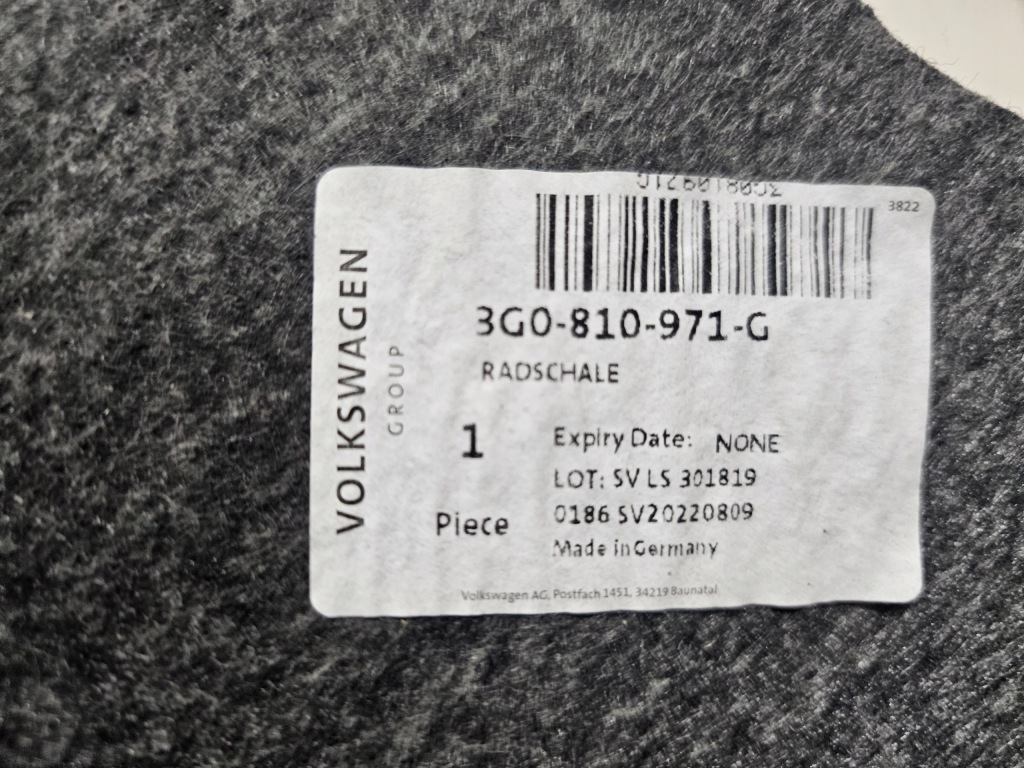 3G0810971G
3822
3G0-810-971-G
RADSCHALE
VOLKSWAGEN
GROUP
1
Piece
Expiry Date: NONE
LOT: SV LS 301819
0186 SV20220809
Made in Germany
Volkswagen AG, Postfach 1451, 34219 Baunatal